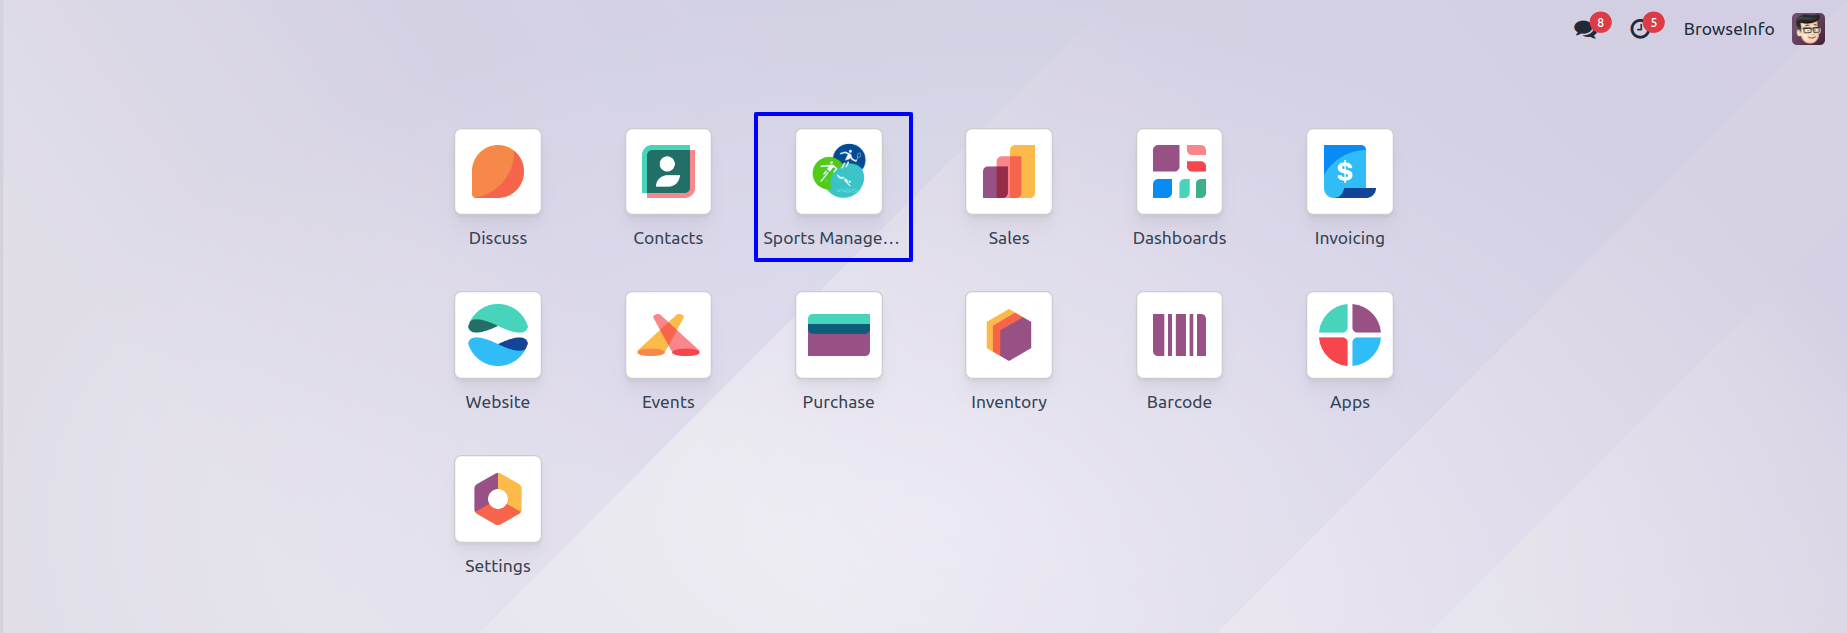 8
5
BrowseInfo
Discuss
Contacts
Sports Manage...
Sales
Dashboards
Invoicing
$
Website
Events
Purchase
Inventory
Barcode
Apps
Settings